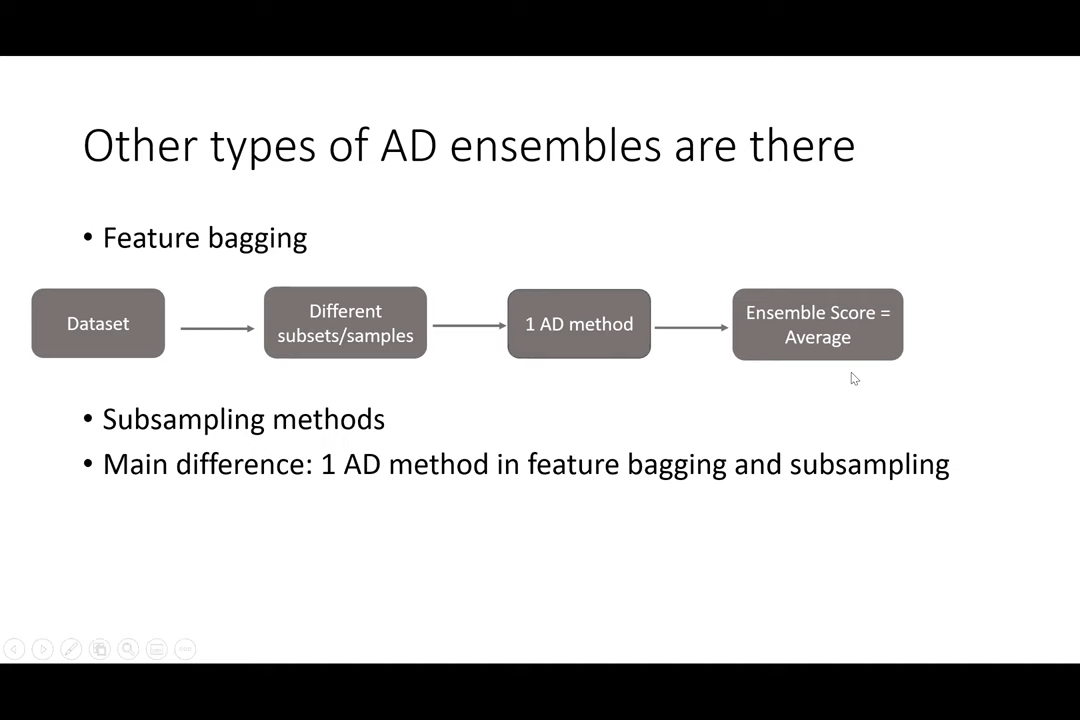 Other types of AD ensembles are there
• Feature bagging
Dataset
Different
subsets/samples
1 AD method
Ensemble Score =
Average
• Subsampling methods
• Main difference: 1 AD method in feature bagging and subsampling